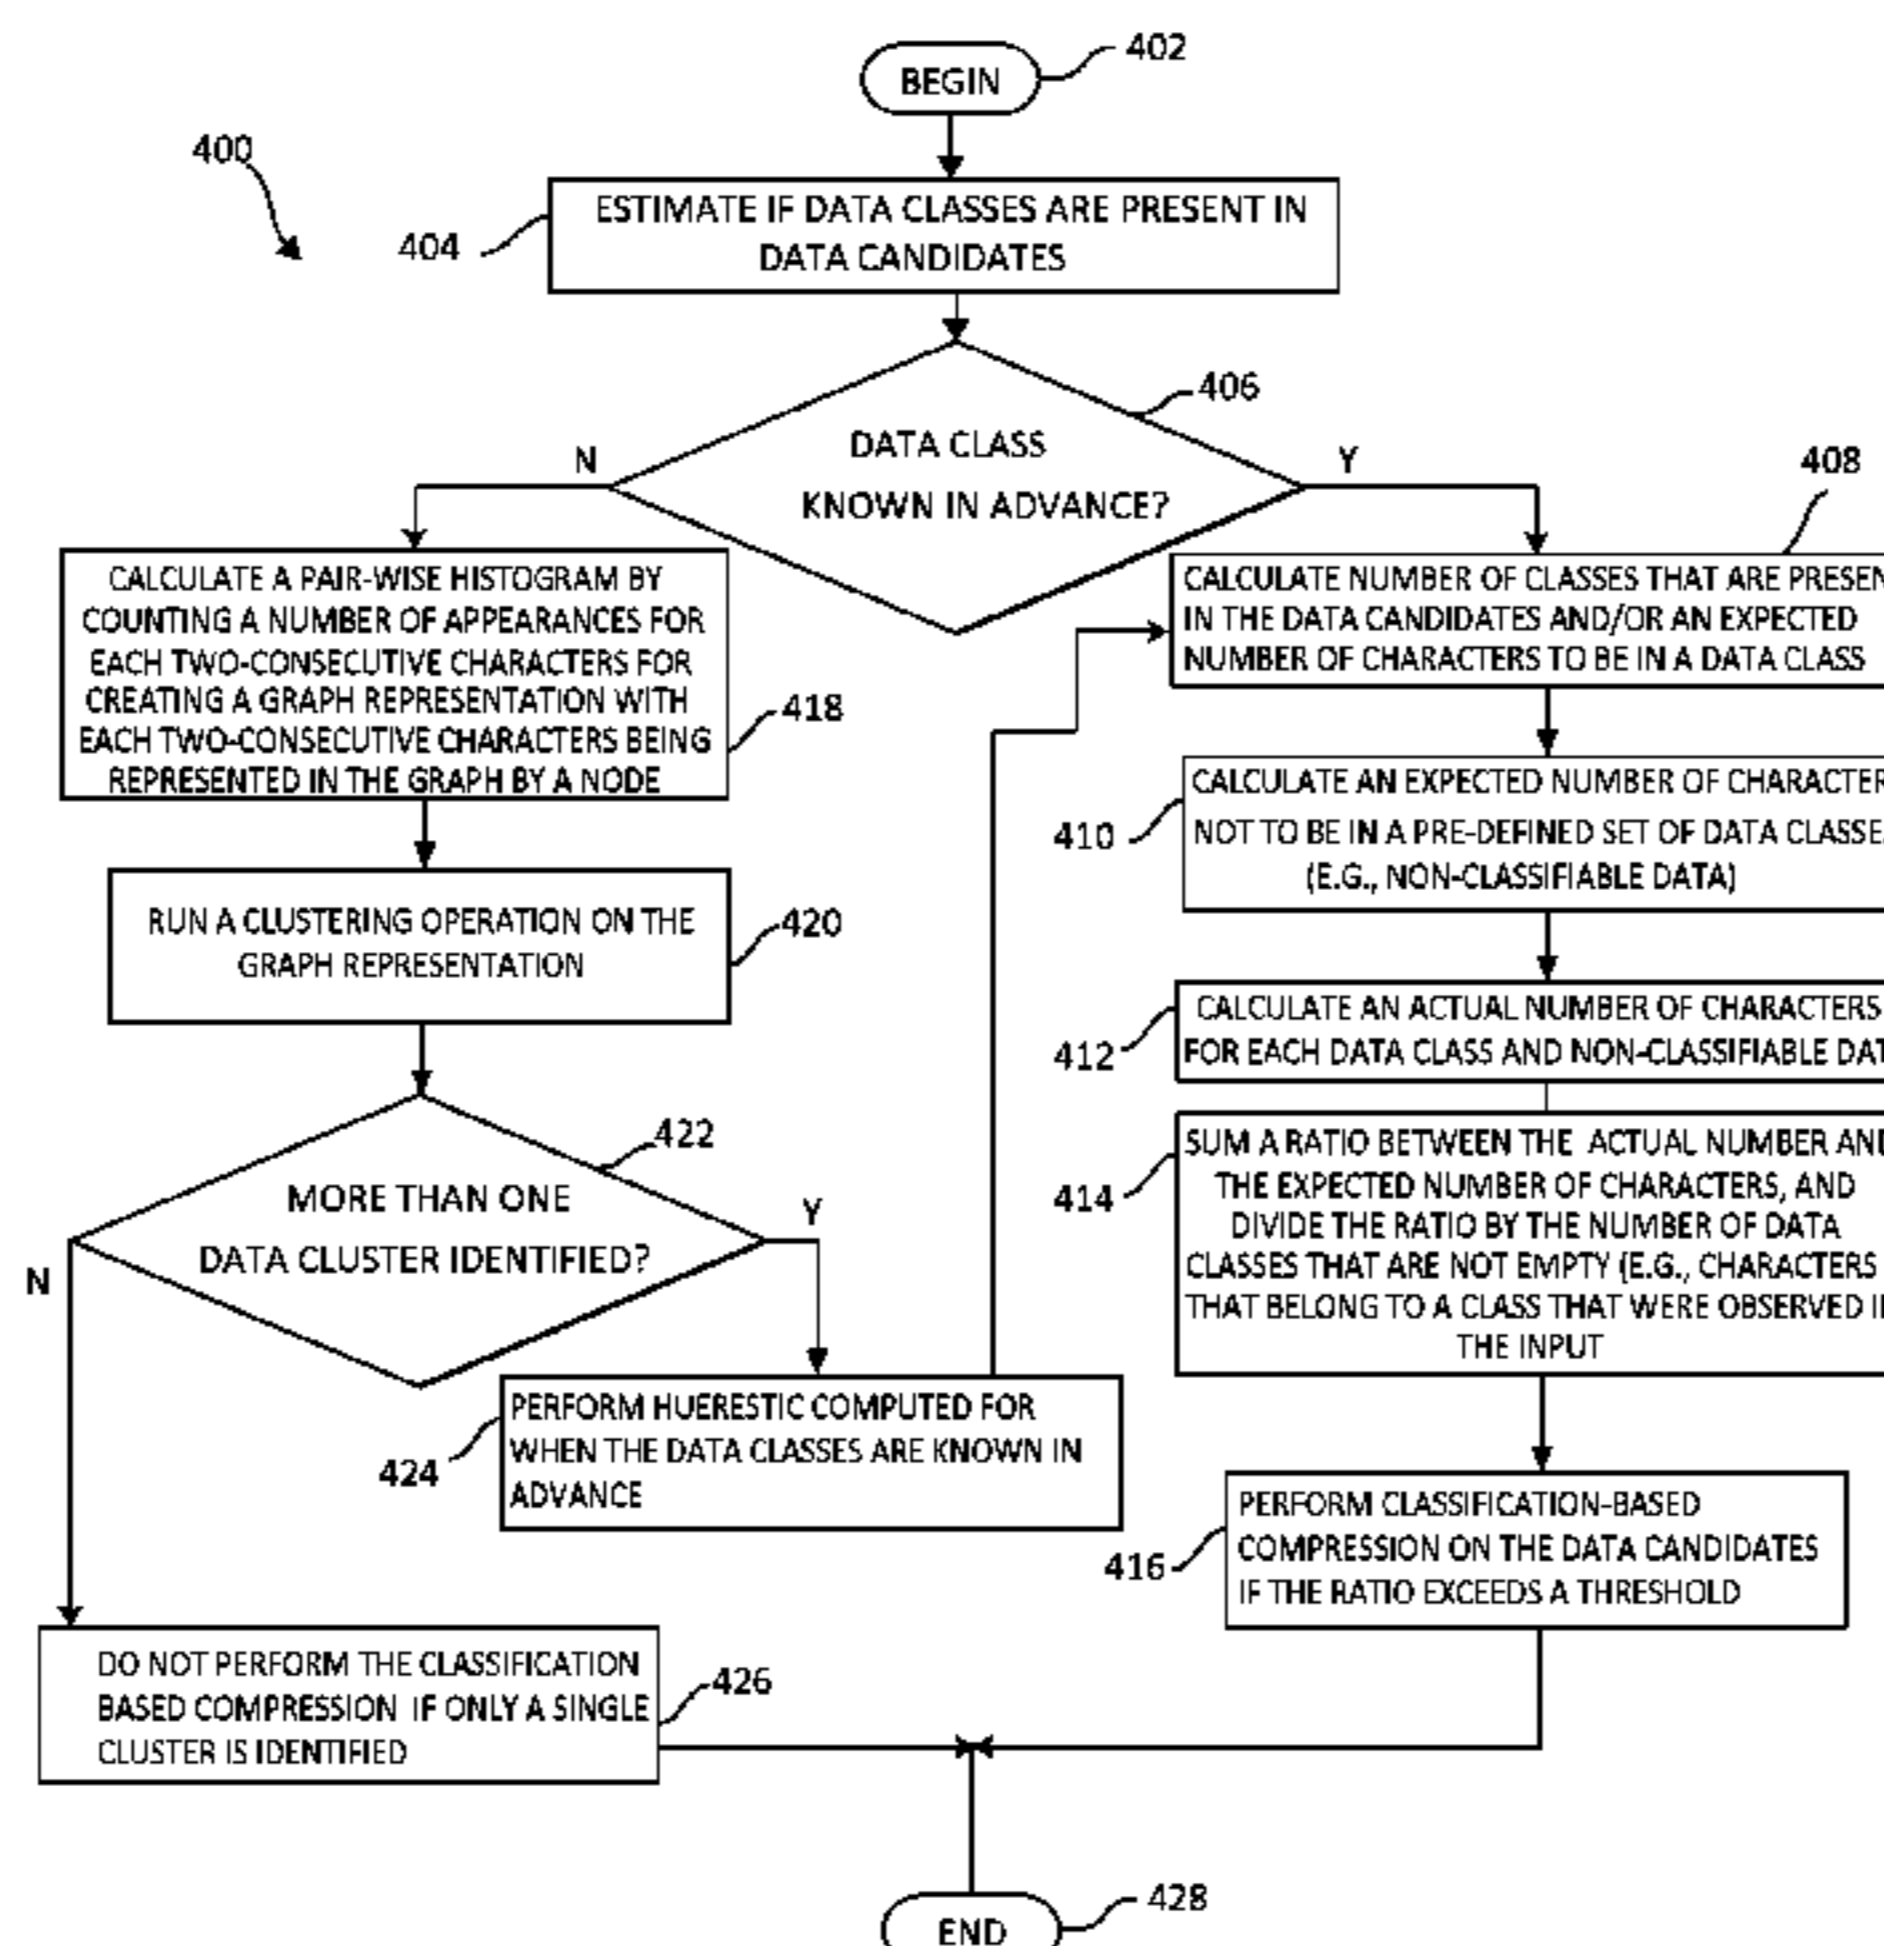 402
BEGIN
400
ESTIMATE IF DATA CLASSES ARE PRESENT IN
DATA CANDIDATES
404
406
DATA CLASS
KNOWN IN ADVANCE?
N
Y
408
CALCULATE A PAIR-WISE HISTOGRAM BY
COUNTING A NUMBER OF APPEARANCES FOR
EACH TWO-CONSECUTIVE CHARACTERS FOR
CREATING A GRAPH REPRESENTATION WITH
EACH TWO-CONSECUTIVE CHARACTERS BEING
REPRESENTED IN THE GRAPH BY A NODE
418
CALCULATE NUMBER OF CLASSES THAT ARE PRESEN
IN THE DATA CANDIDATES AND/OR AN EXPECTED
NUMBER OF CHARACTERS TO BE IN A DATA CLASS
CALCULATE AN EXPECTED NUMBER OF CHARACTER
NOT TO BE IN A PRE-DEFINED SET OF DATA CLASSE
(E.G., NON-CLASSIFIABLE DATA)
410
RUN A CLUSTERING OPERATION ON THE
GRAPH REPRESENTATION
420
CALCULATE AN ACTUAL NUMBER OF CHARACTERS
FOR EACH DATA CLASS AND NON-CLASSIFIABLE DAT
412
422
MORE THAN ONE
DATA CLUSTER IDENTIFIED?
Y
N
SUM A RATIO BETWEEN THE ACTUAL NUMBER AND
THE EXPECTED NUMBER OF CHARACTERS, AND
DIVIDE THE RATIO BY THE NUMBER OF DATA
CLASSES THAT ARE NOT EMPTY (E.G., CHARACTERS
THAT BELONG TO A CLASS THAT WERE OBSERVED I
THE INPUT
414
PERFORM HUERESTIC COMPUTED FOR
WHEN THE DATA CLASSES ARE KNOWN IN
ADVANCE
424
PERFORM CLASSIFICATION-BASED
COMPRESSION ON THE DATA CANDIDATES
IF THE RATIO EXCEEDS A THRESHOLD
416
DO NOT PERFORM THE CLASSIFICATION
BASED COMPRESSION IF ONLY A SINGLE
CLUSTER IS IDENTIFIED
426
428
END